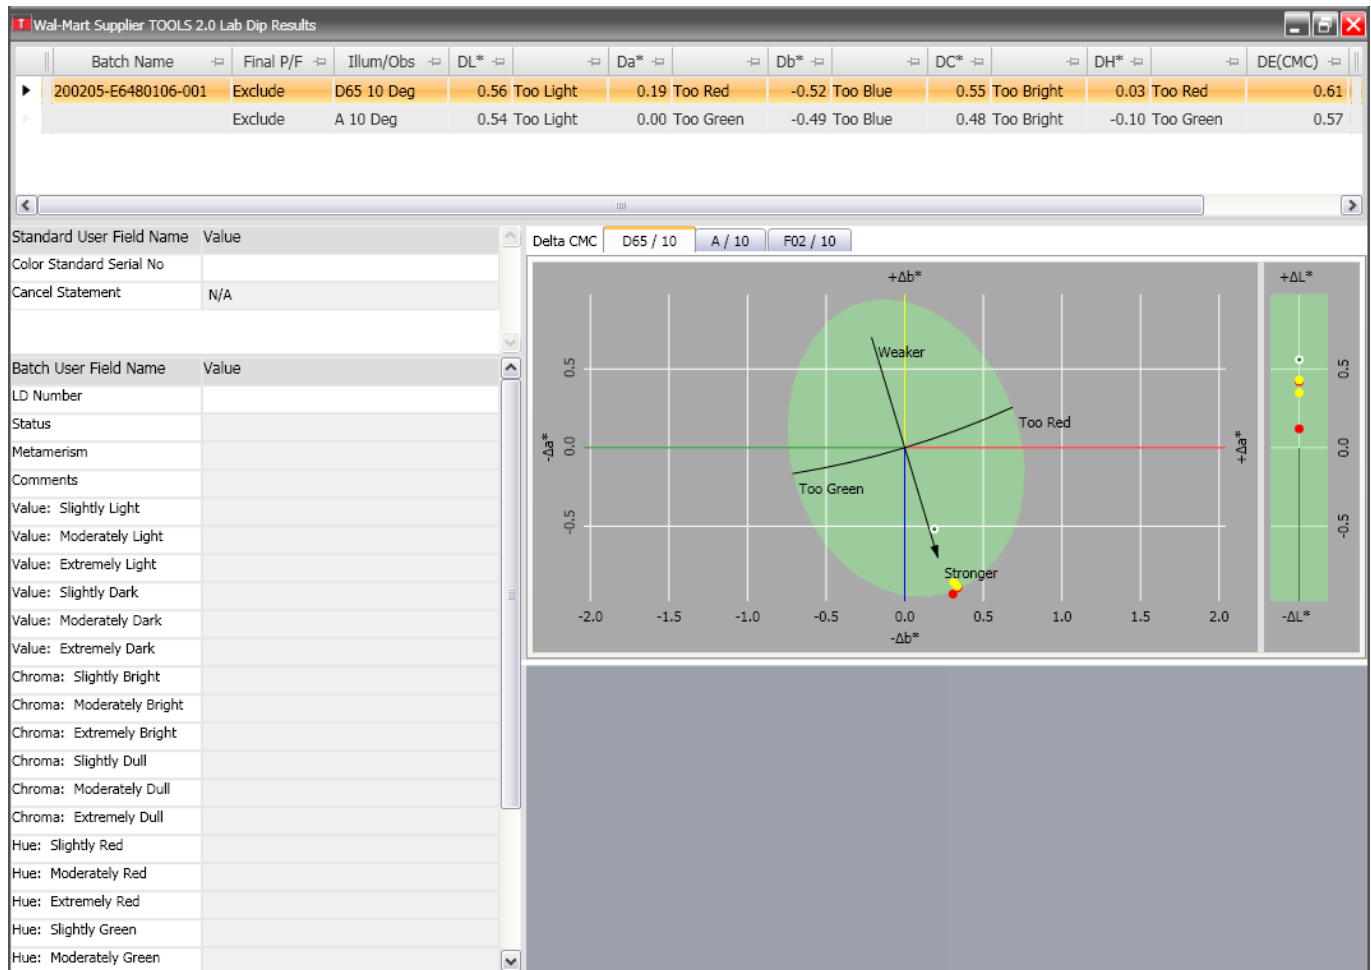 Wal-Mart Supplier TOOLS 2.0 Lab Dip Results
Batch Name Final P/F Illum/Obs DL* Da* Db* DC* DH* DE(CMC)
200205-E6480106-001 Exclude D65 10 Deg 0.56 Too Light 0.19 Too Red -0.52 Too Blue 0.55 Too Bright 0.03 Too Red 0.61
Exclude A 10 Deg 0.54 Too Light 0.00 Too Green -0.49 Too Blue 0.48 Too Bright -0.10 Too Green 0.57
Standard User Field Name Value
Color Standard Serial No
Cancel Statement N/A
Batch User Field Name Value
LD Number
Status
Metamerism
Comments
Value: Slightly Light
Value: Moderately Light
Value: Extremely Light
Value: Slightly Dark
Value: Moderately Dark
Value: Extremely Dark
Chroma: Slightly Bright
Chroma: Moderately Bright
Chroma: Extremely Bright
Chroma: Slightly Dull
Chroma: Moderately Dull
Chroma: Extremely Dull
Hue: Slightly Red
Hue: Moderately Red
Hue: Extremely Red
Hue: Slightly Green
Hue: Moderately Green
Delta CMC D65 / 10 A / 10 F02 / 10
+Δb*
+ΔL*
Weaker
0.5
0.5
Too Red
-Δa*
0.0
+Δa*
0.0
Too Green
-0.5
-0.5
Stronger
-2.0 -1.5 -1.0 -0.5 0.0 0.5 1.0 1.5 2.0
-ΔL*
-Δb*